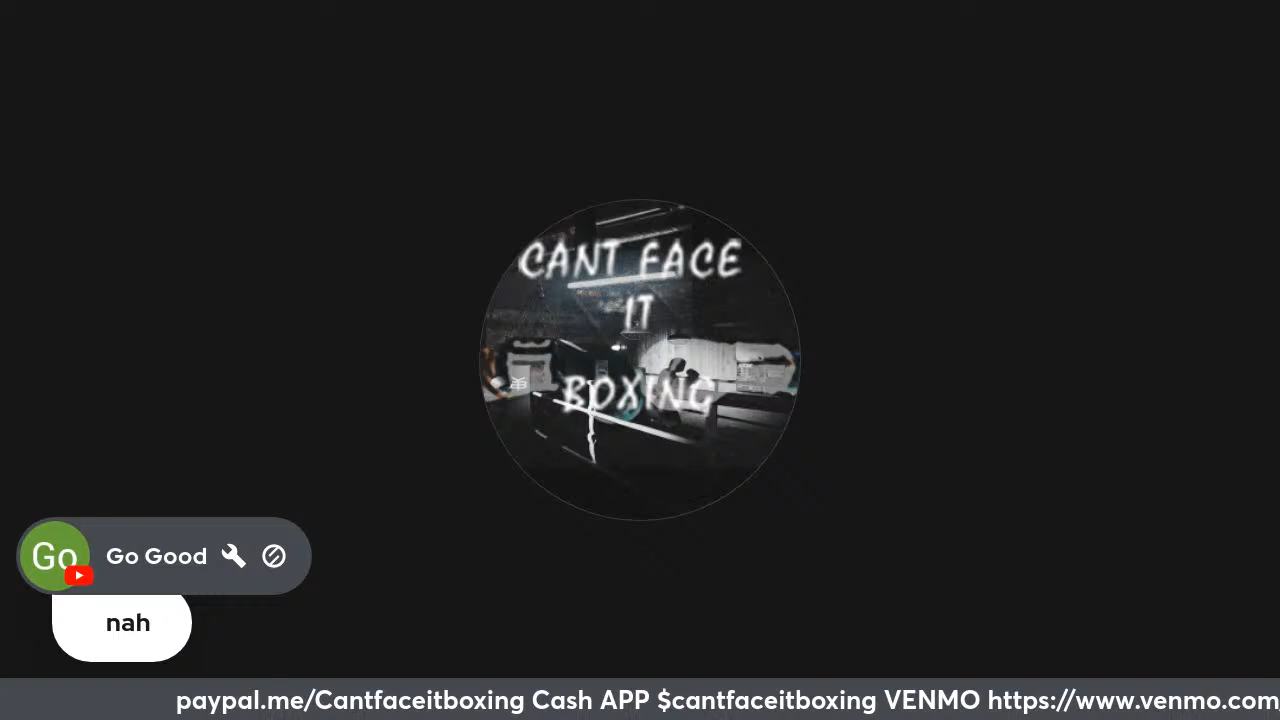 CANT FACE
IT
BOXING
Go
Go Good
nah
paypal.me/Cantfaceitboxing Cash APP $cantfaceitboxing VENMO https://www.venmo.com